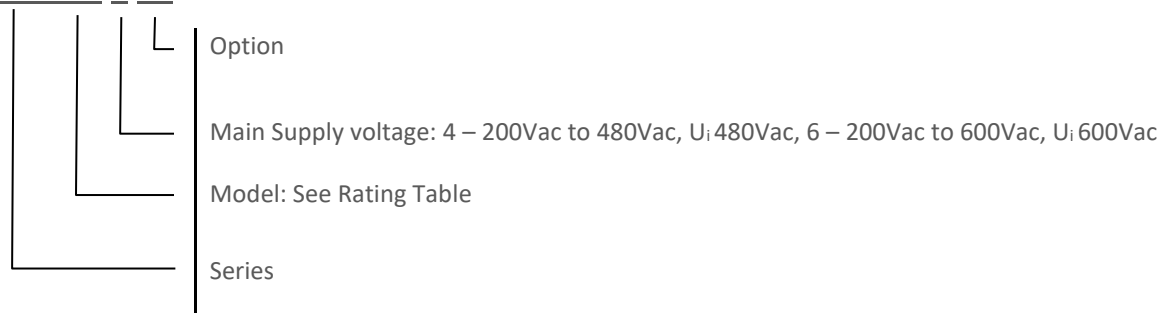 Option
Main Supply voltage: 4 – 200Vac to 480Vac, Ui 480Vac, 6 – 200Vac to 600Vac, Ui 600Vac
Model: See Rating Table
Series